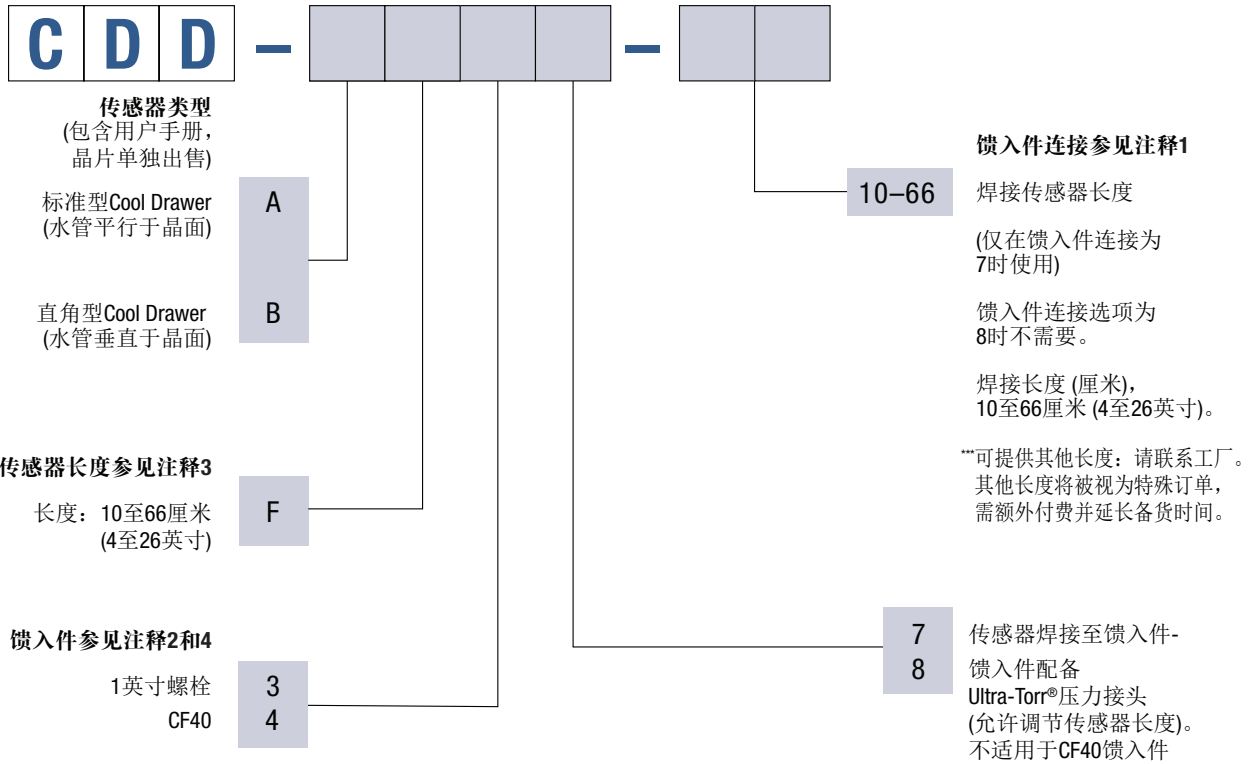 CDD – –
传感器类型
(包含用户手册，
晶片单独出售)
标准型Cool Drawer
(水管平行于晶面)
A
直角型Cool Drawer
(水管垂直于晶面)
B
传感器长度参见注释3
长度：10至66厘米
(4至26英寸)
F
馈入件参见注释2和4
1英寸螺栓
3
CF40
4
馈入件连接参见注释1
10–66
焊接传感器长度
(仅在馈入件连接为
7时使用)
馈入件连接选项为
8时不需要。
焊接长度 (厘米)，
10至66厘米 (4至26英寸)。
***可提供其他长度：请联系工厂。
其他长度将被视为特殊订单，
需额外付费并延长备货时间。
7
传感器焊接至馈入件-
8
馈入件配备
Ultra-Torr®压力接头
(允许调节传感器长度)。
不适用于CF40馈入件